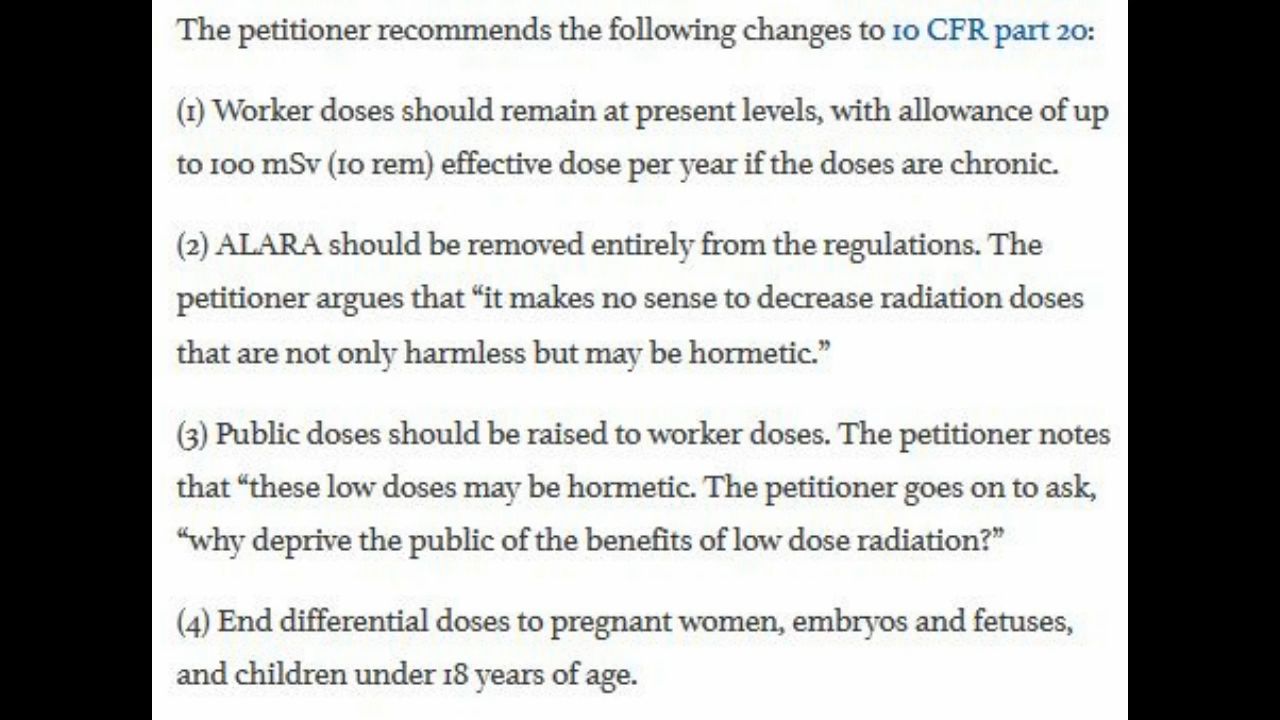 The petitioner recommends the following changes to 10 CFR part 20:
(1) Worker doses should remain at present levels, with allowance of up
to 100 mSv (10 rem) effective dose per year if the doses are chronic.
(2) ALARA should be removed entirely from the regulations. The
petitioner argues that “it makes no sense to decrease radiation doses
that are not only harmless but may be hormetic.”
(3) Public doses should be raised to worker doses. The petitioner notes
that “these low doses may be hormetic. The petitioner goes on to ask,
“why deprive the public of the benefits of low dose radiation?”
(4) End differential doses to pregnant women, embryos and fetuses,
and children under 18 years of age.